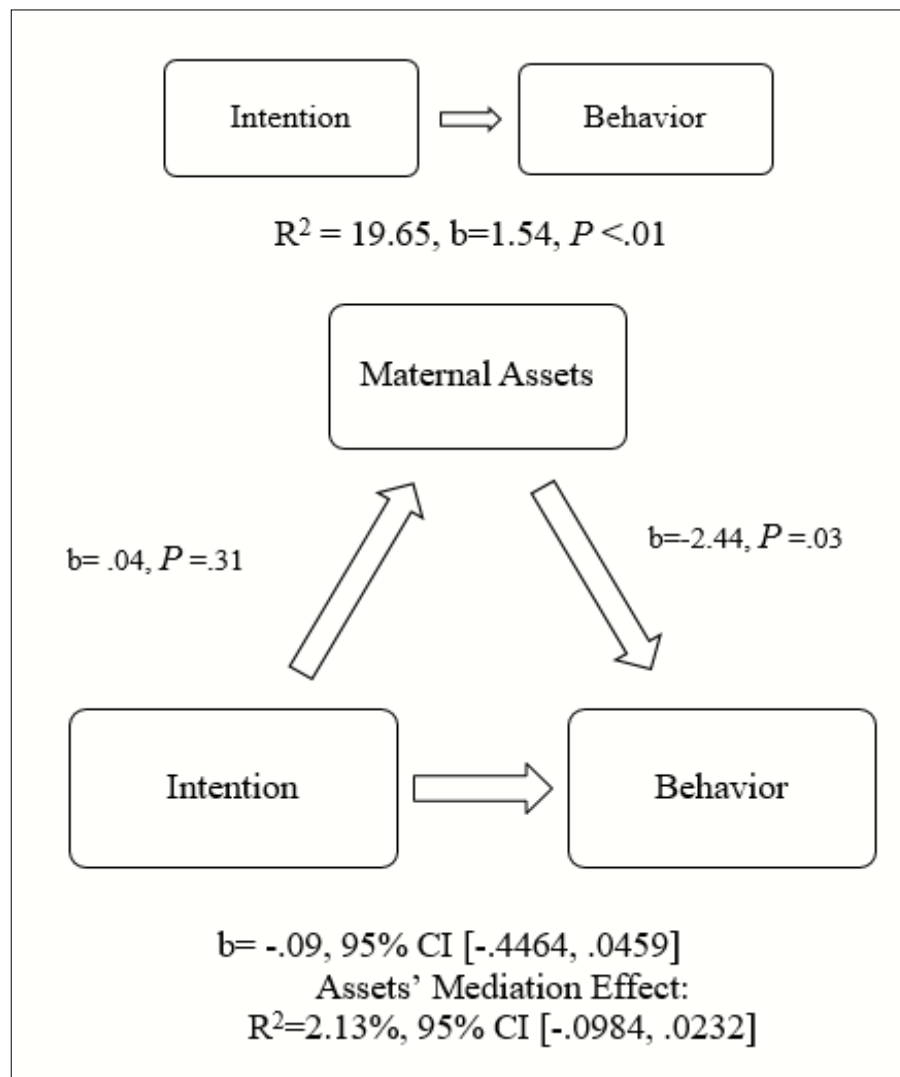 Intention
Behavior
R² = 19.65, b=1.54, P <.01
Maternal Assets
b= .04, P =.31
b=-2.44, P =.03
Intention
Behavior
b= -.09, 95% CI [-.4464, .0459]
Assets’ Mediation Effect:
R²=2.13%, 95% CI [-.0984, .0232]